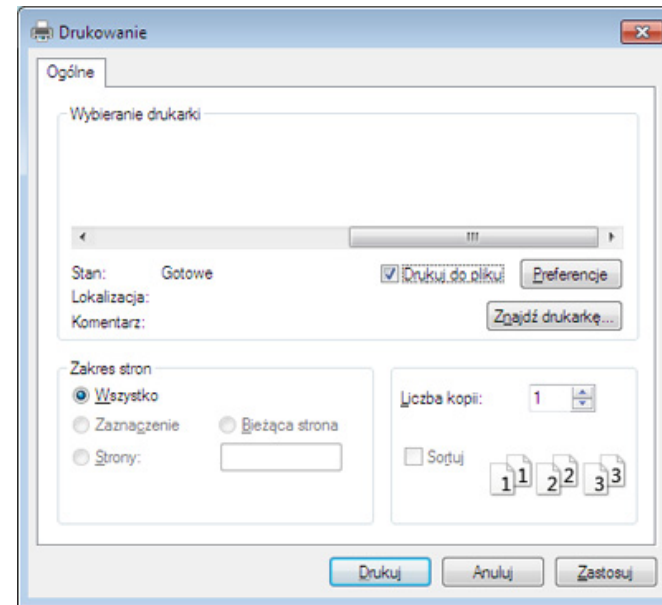 Drukowanie
Ogólne
Wybieranie drukarki
Stan: Gotowe
Drukuj do pliku
Preferencje
Lokalizacja:
Komentarz:
Znajdź drukarkę...
Zakres stron
Wszystko
Zaznaczenie
Bieżąca strona
Strony:
Liczba kopii: 1
Sortuj
1 1 2 2 3 3
Drukuj
Anuluj
Zastosuj